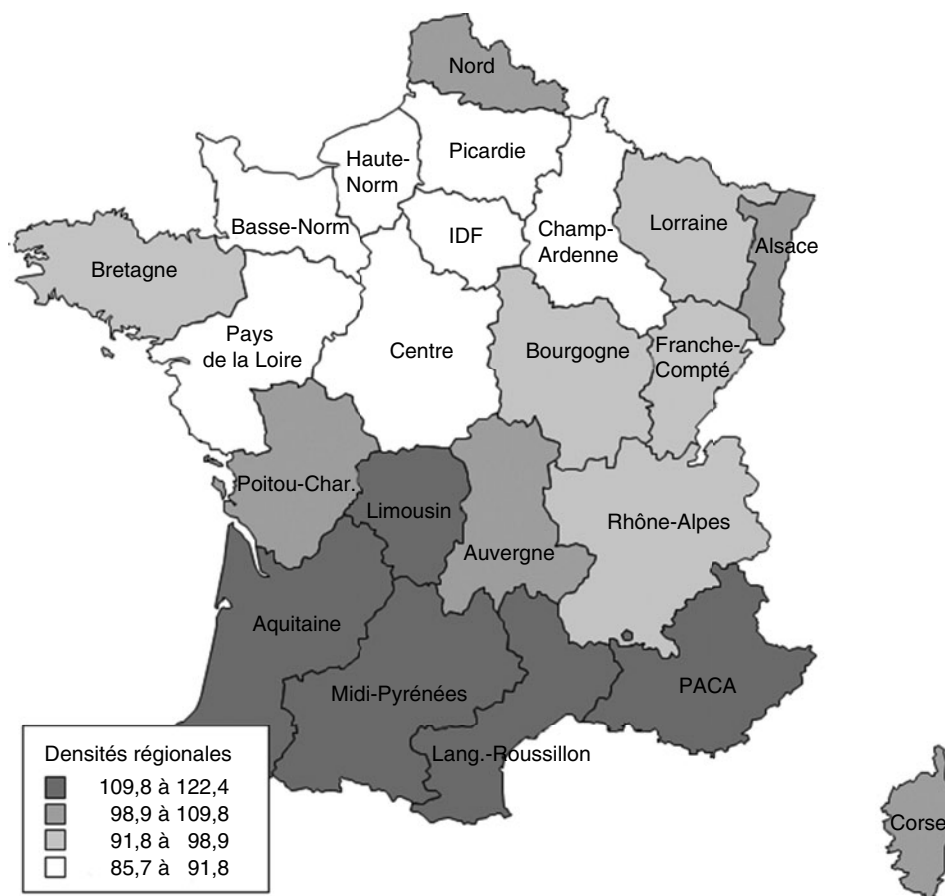 Nord
Picardie
Haute-
Norm
Basse-Norm
IDF
Champ-
Ardenne
Lorraine
Alsace
Bretagne
Pays
de la Loire
Centre
Bourgogne
Franche-
Compté
Poitou-Char.
Limousin
Auvergne
Rhône-Alpes
Aquitaine
Midi-Pyrénées
PACA
Lang.-Roussillon
Corse
Densités régionales
109,8 à 122,4
98,9 à 109,8
91,8 à 98,9
85,7 à 91,8